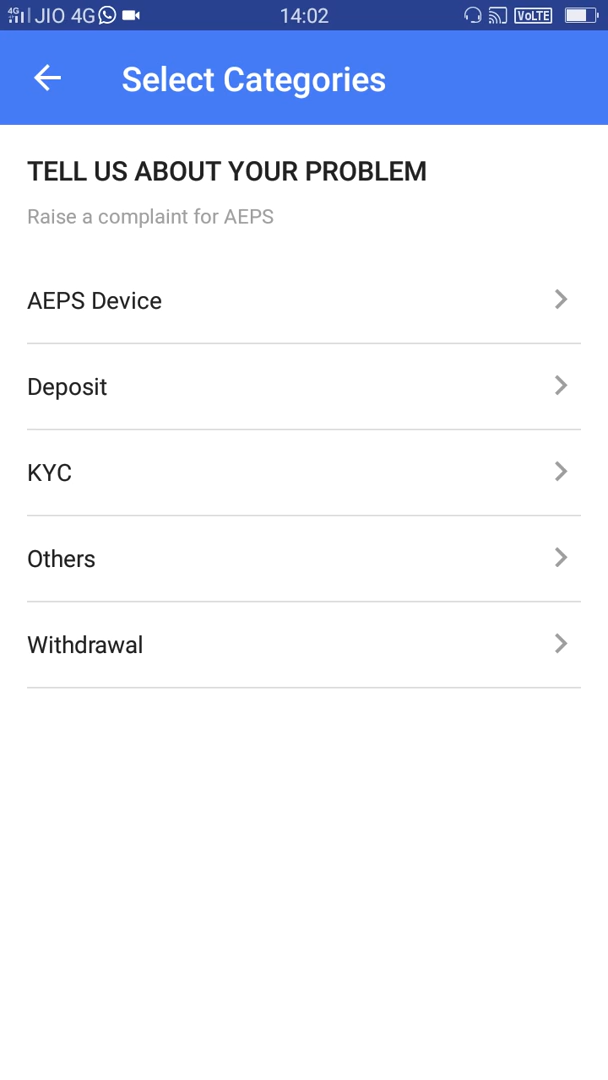 4G JIO 4G 14:02 VoLTE
Select Categories
TELL US ABOUT YOUR PROBLEM
Raise a complaint for AEPS
AEPS Device
Deposit
KYC
Others
Withdrawal